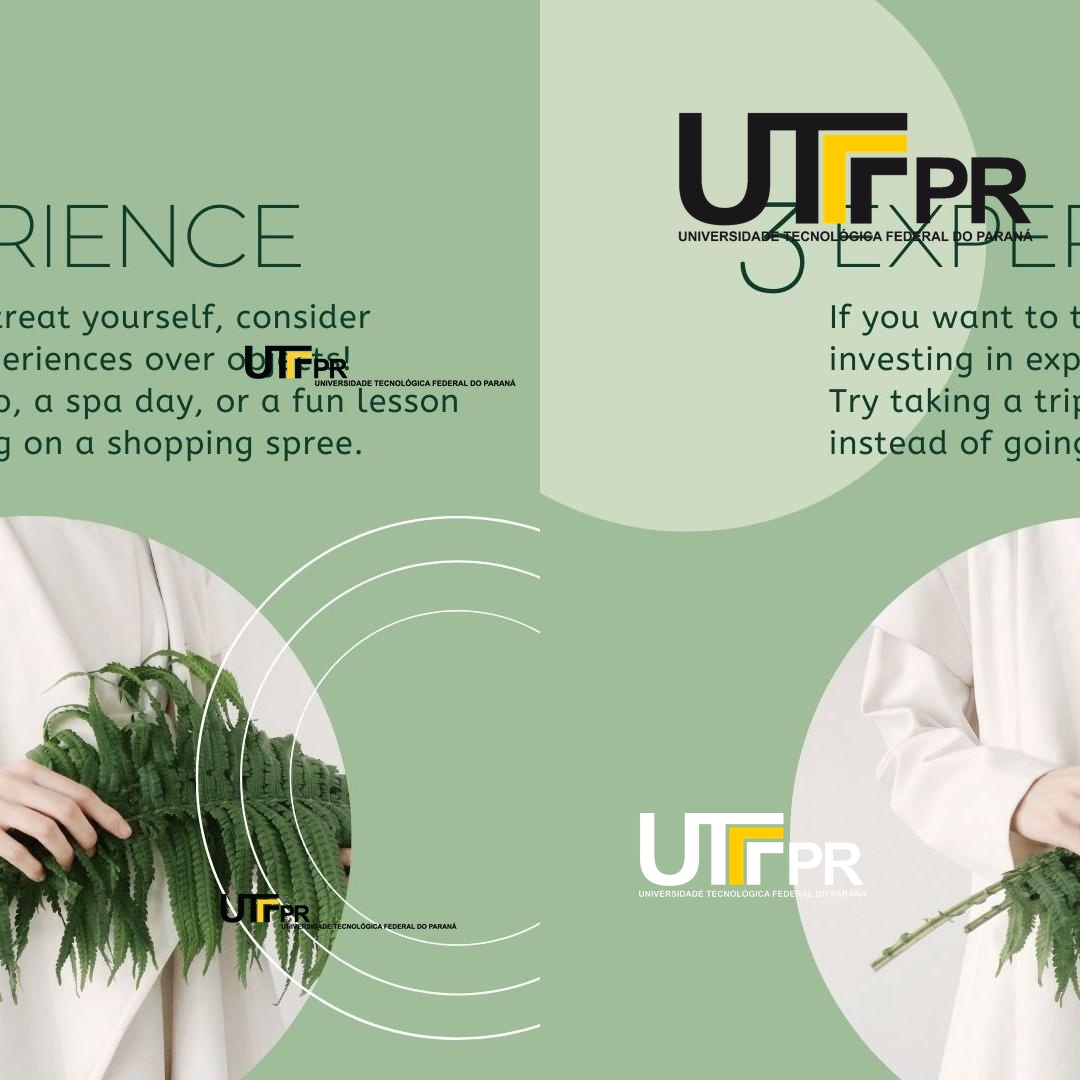 RIENCE
treat yourself, consider
eriences over objects!
UTFPR
UNIVERSIDADE TECNOLÓGICA FEDERAL DO PARANÁ
o, a spa day, or a fun lesson
g on a shopping spree.
UTFPR
UNIVERSIDADE TECNOLÓGICA FEDERAL DO PARANÁ
UTFPR
UNIVERSIDADE TECNOLÓGICA FEDERAL DO PARANÁ
3 EXPER
If you want to t
investing in exp
Try taking a trip
instead of going
UTFPR
UNIVERSIDADE TECNOLÓGICA FEDERAL DO PARANÁ